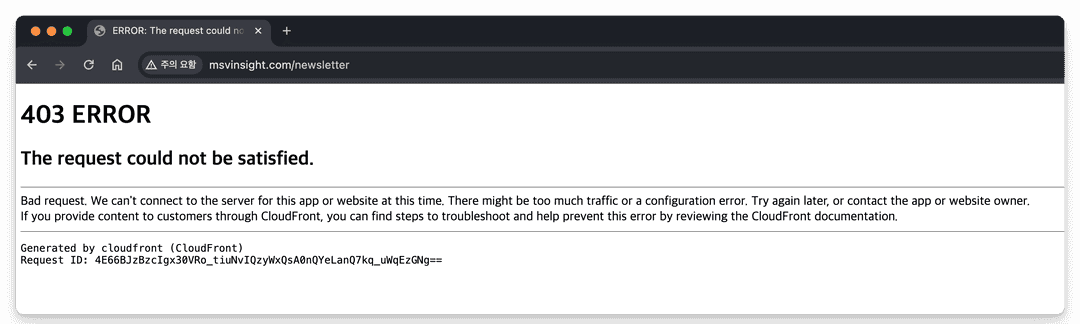 ERROR: The request could no
주의 요함
msvinsight.com/newsletter
403 ERROR
The request could not be satisfied.
Bad request. We can't connect to the server for this app or website at this time. There might be too much traffic or a configuration error. Try again later, or contact the app or website owner.
If you provide content to customers through CloudFront, you can find steps to troubleshoot and help prevent this error by reviewing the CloudFront documentation.
Generated by cloudfront (CloudFront)
Request ID: 4E66BJzBzcIgx30VRo_tiuNvIQzyWxQsA0nQYeLanQ7kq_uWqEzGNg==